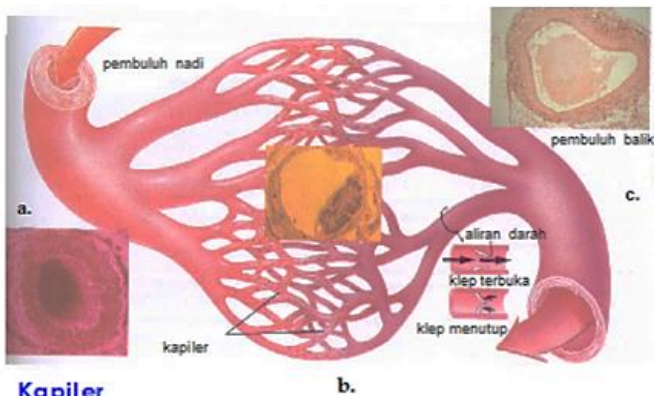 pembuluh nadi
pembuluh balik
a.
c.
aliran darah
klep terbuka
klep menutup
kapiler
b.
Kapiler